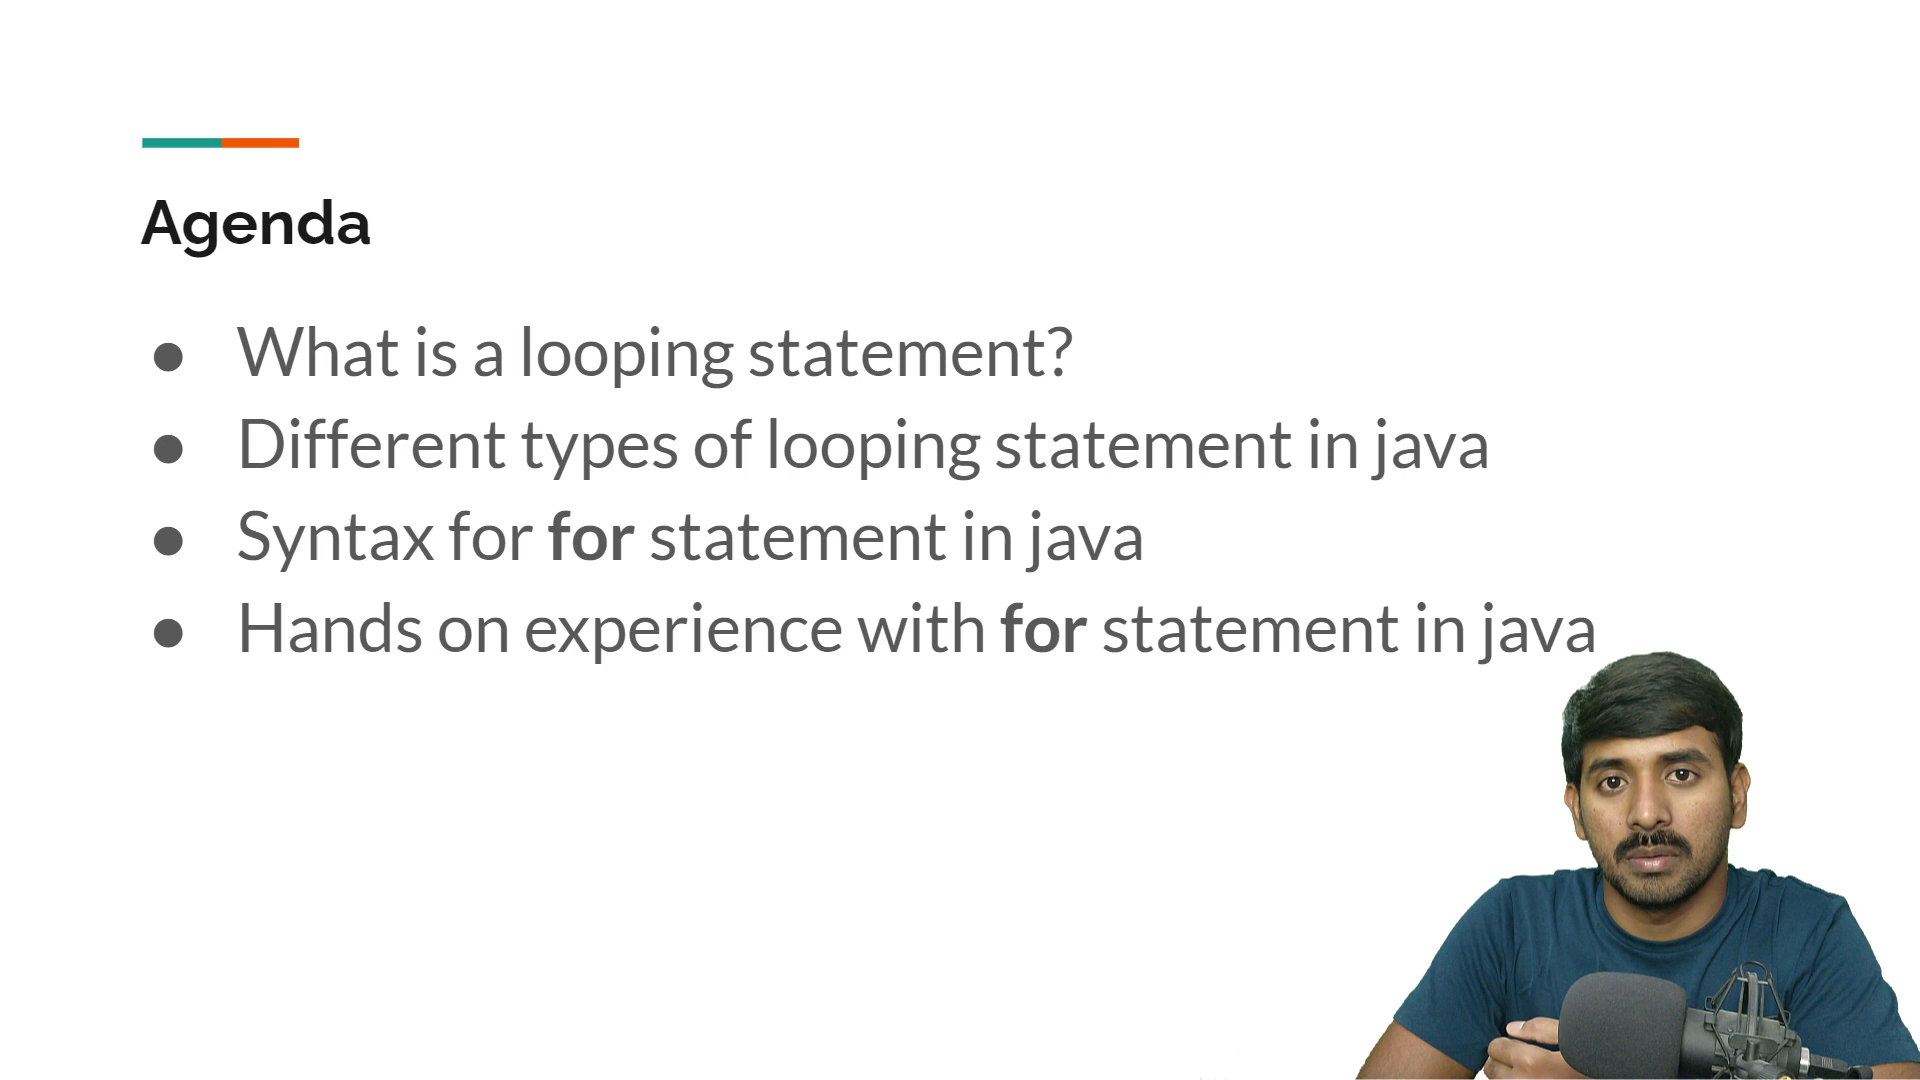 Agenda
● What is a looping statement?
● Different types of looping statement in java
● Syntax for for statement in java
● Hands on experience with for statement in java